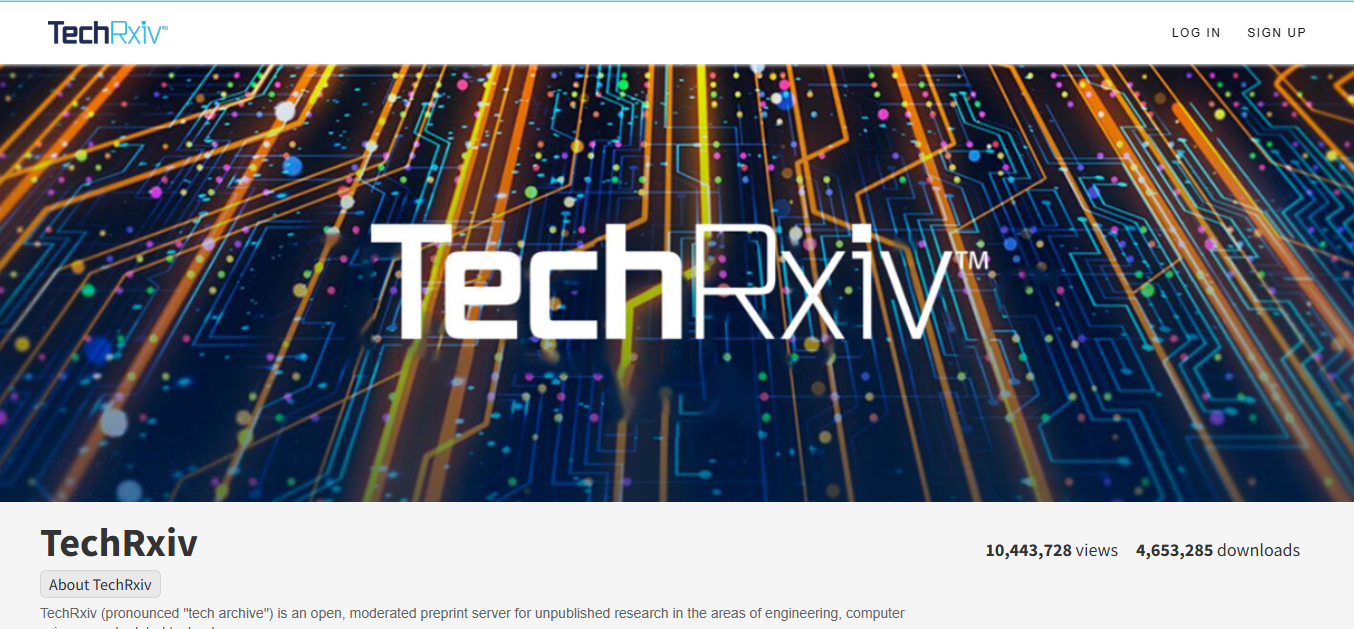 TechRxiv™
LOG IN SIGN UP
TechRxiv™
TechRxiv
10,443,728 views 4,653,285 downloads
About TechRxiv
TechRxiv (pronounced "tech archive") is an open, moderated preprint server for unpublished research in the areas of engineering, computer